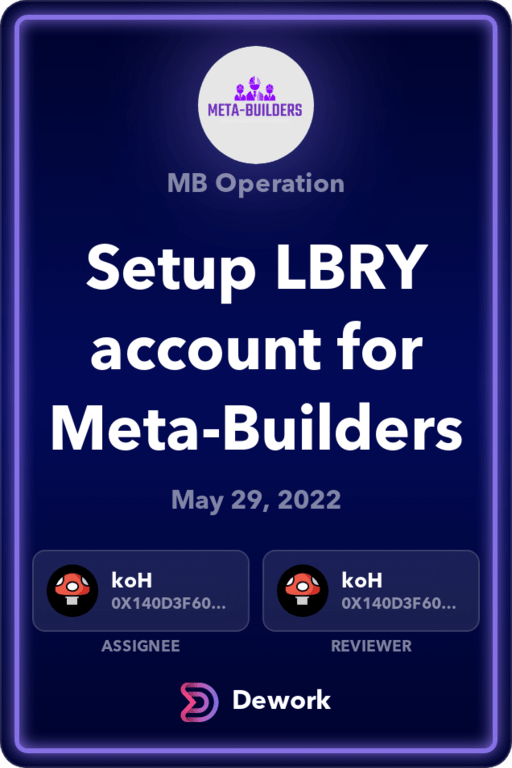 META-BUILDERS
MB Operation
Setup LBRY
account for
Meta-Builders
May 29, 2022
koH
0X140D3F60...
ASSIGNEE
koH
0X140D3F60...
REVIEWER
Dework